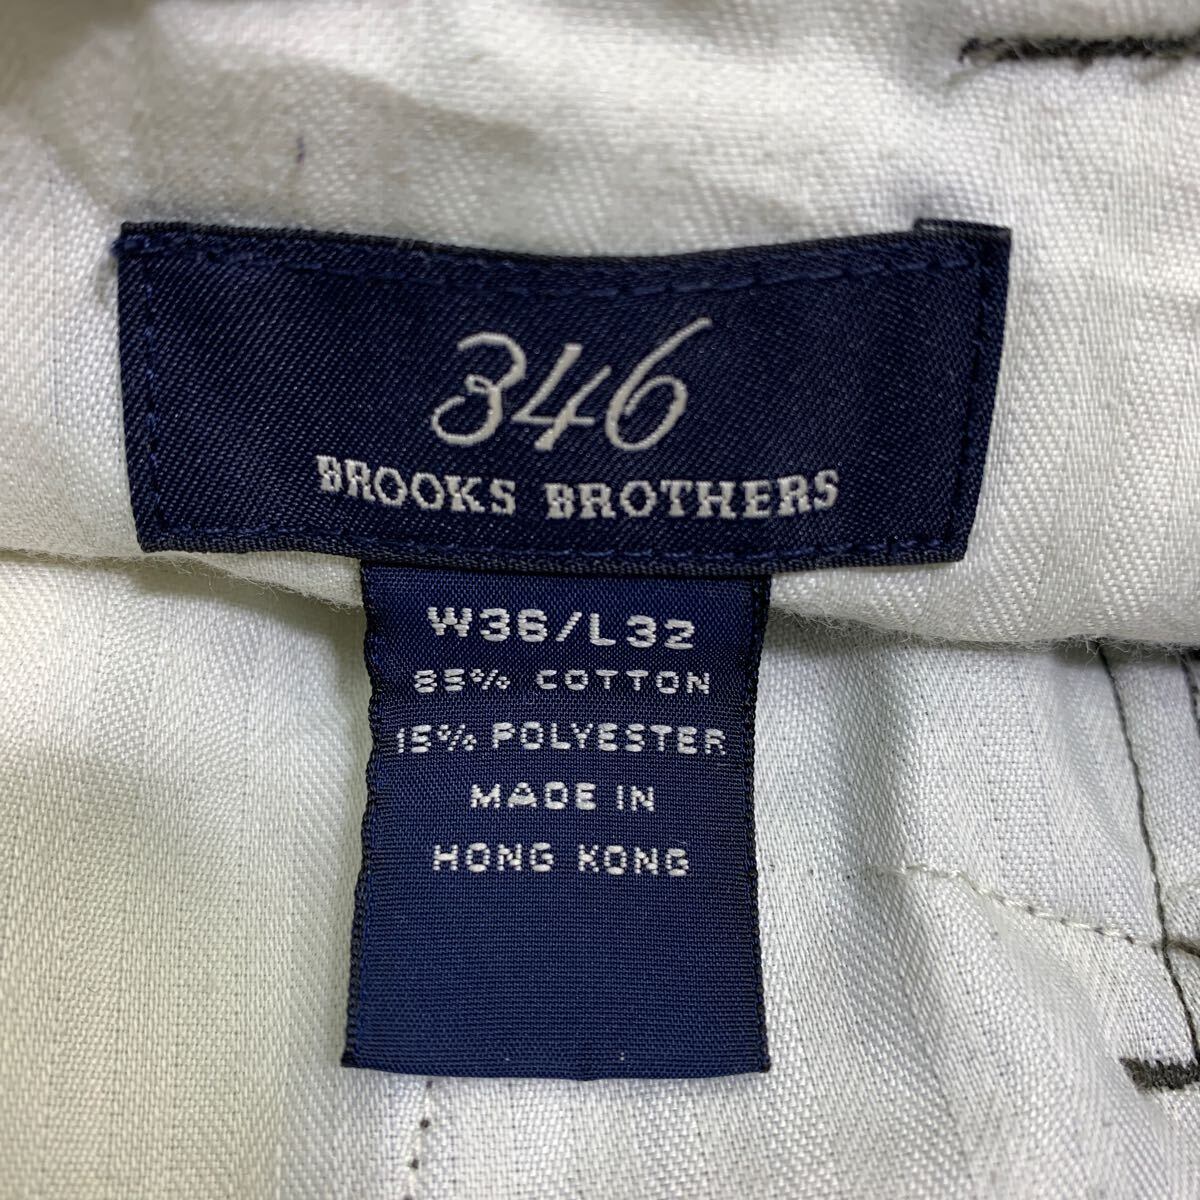 346
BROOKS BROTHERS
W36/L32
85% COTTON
15% POLYESTER
MADE IN
HONG KONG